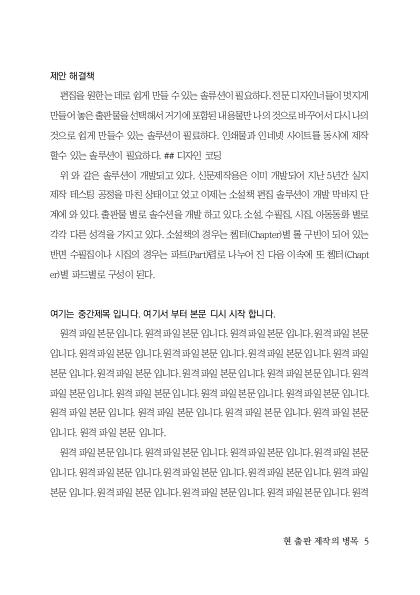 제안 해결책
편집을 원한는 데로 쉽게 만들 수 있는 솔류션이 필요하다. 전문 디자인너들이 멋지게
만들어 놓은 출판물을 선택해서 거기에 포함된 내용물만 나의 것으로 바꾸어서 다시 나의
것으로 쉽게 만들수 있는 솔루션이 필료하다. 인쇄물과 인네넷 사이트를 동시에 제작
할수 있는 솔루션이 필요하다. ## 디자인 코딩
위 와 같은 솔루션이 개발되고 있다. 신문제작용은 이미 개발되어 지난 5년간 실지
제작 테스팅 공정을 마친 상태이고 었고 이제는 소설책 편집 솔루션이 개발 막바지 단
계에 와 있다. 출판물 별로 솔수션을 개발 하고 있다. 소설, 수필집, 시집, 아동동화 별로
각각 다른 성격을 가지고 있다. 소설책의 경우는 쳄터(Chapter)별 롤 구빈이 되어 있는
반면 수필집이나 시집의 경우는 파트(Part)렵로 나누어 진 다음 이속에 또 쳄터(Chapt
er)별 파드별로 구성이 된다.
여기는 중간제목 입니다. 여기서 부터 본문 디시 시작 합니다.
원격 파일 본문 입니다. 원격 파일 본문 입니다. 원격 파일 본문 입니다. 원격 파일 본문
입니다. 원격 파일 본문 입니다. 원격 파일 본문 입니다. 원격 파일 본문 입니다. 원격 파일
본문 입니다. 원격 파일 본문 입니다. 원격 파일 본문 입니다. 원격 파일 본문 입니다. 원격
파일 본문 입니다. 원격 파일 본문 입니다. 원격 파일 본문 입니다. 원격 파일 본문 입니다.
원격 파일 본문 입니다. 원격 파일 본문 입니다. 원격 파일 본문 입니다. 원격 파일 본문
입니다. 원격 파일 본문 입니다.
원격 파일 본문 입니다. 원격 파일 본문 입니다. 원격 파일 본문 입니다. 원격 파일 본문
입니다. 원격 파일 본문 입니다. 원격 파일 본문 입니다. 원격 파일 본문 입니다. 원격 파일
본문 입니다. 원격 파일 본문 입니다. 원격 파일 본문 입니다. 원격 파일 본문 입니다. 원격
현 출판 제작의 병목 5